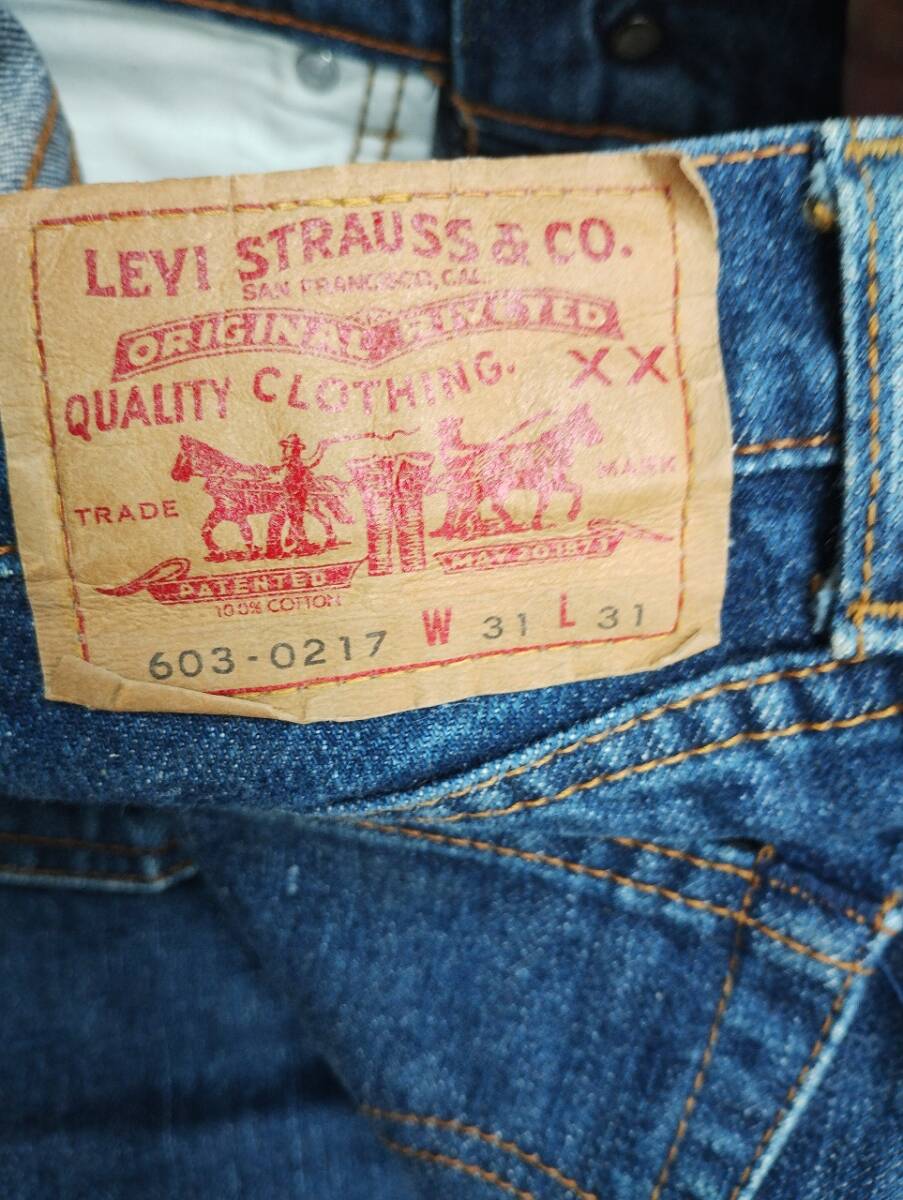 LEVI STRAUSS & CO.
SAN FRANCISCO, CAL.
ORIGINAL RIVETED
QUALITY CLOTHING. XX
TRADE MARK
PATENTED MAY 20 1873
100% COTTON
603-0217 W 31 L 31